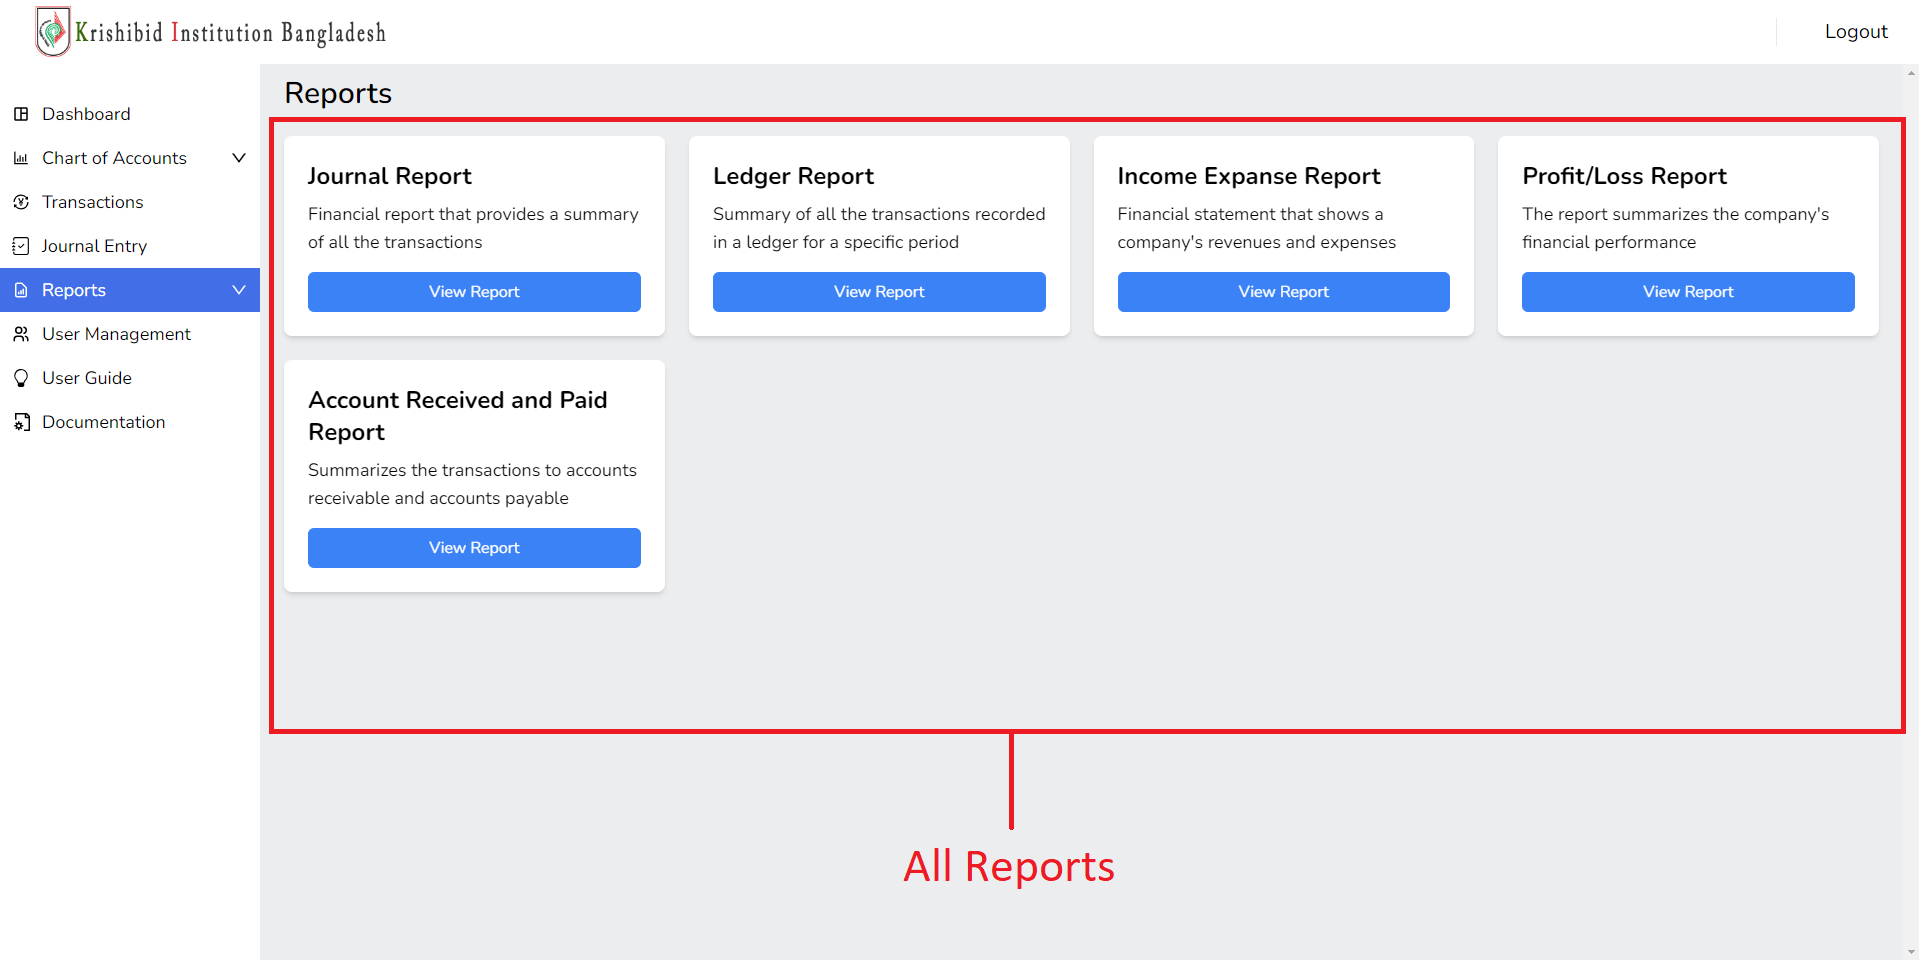 Krishibid Institution Bangladesh
Logout
Dashboard
Chart of Accounts
Transactions
Journal Entry
Reports
User Management
User Guide
Documentation
Reports
Journal Report
Financial report that provides a summary
of all the transactions
View Report
Ledger Report
Summary of all the transactions recorded
in a ledger for a specific period
View Report
Income Expanse Report
Financial statement that shows a
company's revenues and expenses
View Report
Profit/Loss Report
The report summarizes the company's
financial performance
View Report
Account Received and Paid
Report
Summarizes the transactions to accounts
receivable and accounts payable
View Report
All Reports